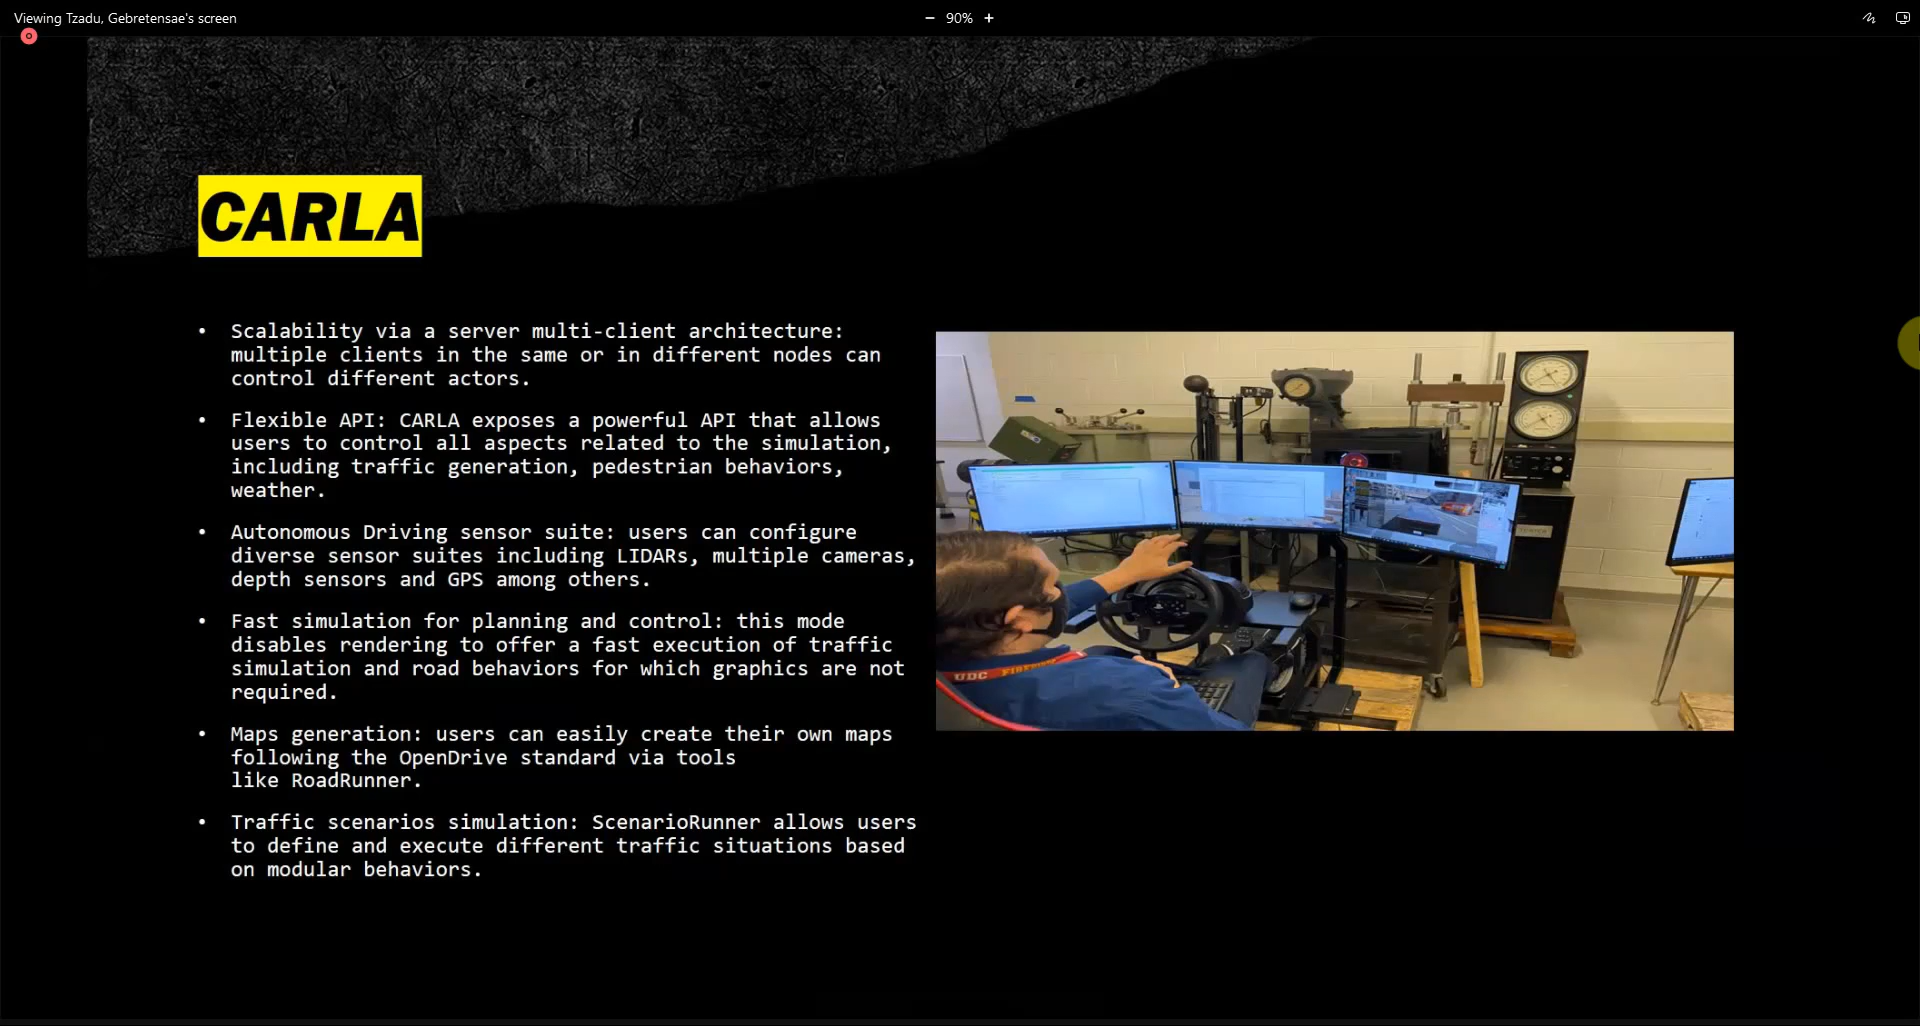 Viewing Tzadu, Gebretensae's screen
− 90% +
CARLA
• Scalability via a server multi-client architecture:
multiple clients in the same or in different nodes can
control different actors.
• Flexible API: CARLA exposes a powerful API that allows
users to control all aspects related to the simulation,
including traffic generation, pedestrian behaviors,
weather.
• Autonomous Driving sensor suite: users can configure
diverse sensor suites including LIDARs, multiple cameras,
depth sensors and GPS among others.
• Fast simulation for planning and control: this mode
disables rendering to offer a fast execution of traffic
simulation and road behaviors for which graphics are not
required.
• Maps generation: users can easily create their own maps
following the OpenDrive standard via tools
like RoadRunner.
• Traffic scenarios simulation: ScenarioRunner allows users
to define and execute different traffic situations based
on modular behaviors.
UDC FIREBIRDS